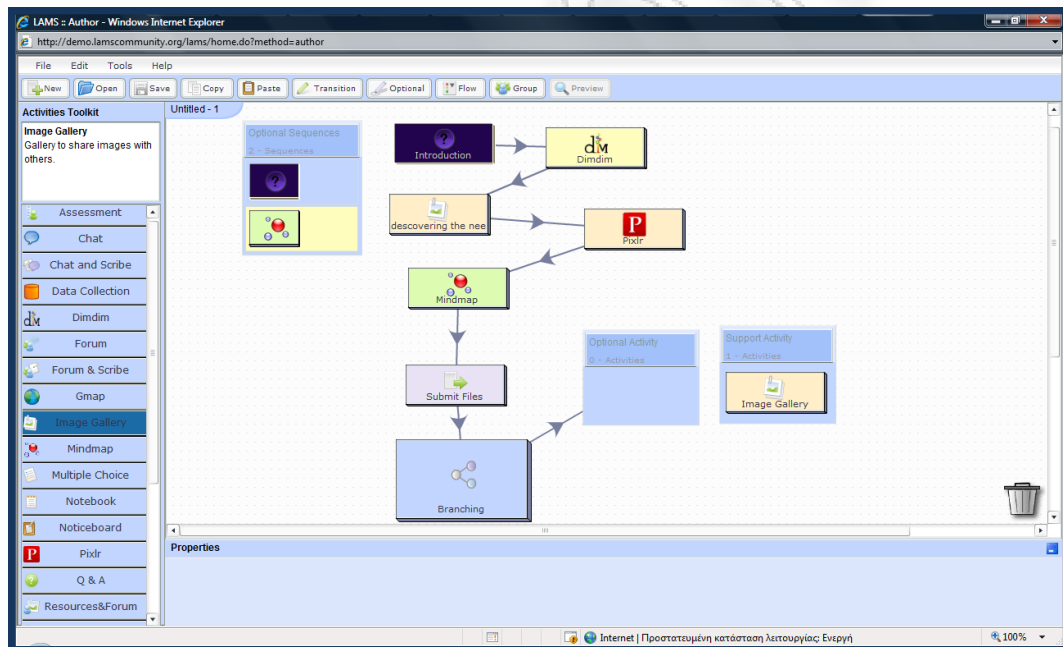 LAMS :: Author - Windows Internet Explorer
http://demo.lamscommunity.org/lams/home.do?method=author
File Edit Tools Help
New Open Save Copy Paste Transition Optional Flow Group Preview
Activities Toolkit
Image Gallery
Gallery to share images with
others.
Assessment
Chat
Chat and Scribe
Data Collection
dim Dimdim
Forum
Forum & Scribe
Gmap
Image Gallery
Mindmap
Multiple Choice
Notebook
Noticeboard
P Pixlr
Q & A
Resources&Forum
Untitled - 1
Optional Sequences
2 - Sequences
?
?
Introduction
dim
Dimdim
descovering the nee
P
Pixlr
Mindmap
Submit Files
Branching
Optional Activity
0 - Activities
Support Activity
1 - Activities
Image Gallery
Properties
Internet | Προστατευμένη κατάσταση λειτουργίας: Ενεργή
100%